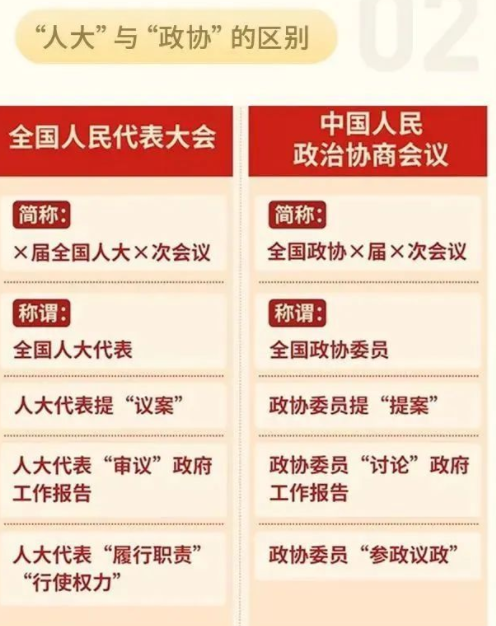 “人大”与“政协”的区别
02
全国人民代表大会
中国人民
政治协商会议
简称：
×届全国人大×次会议
简称：
全国政协×届×次会议
称谓：
全国人大代表
称谓：
全国政协委员
人大代表提“议案”
政协委员提“提案”
人大代表“审议”政府
工作报告
政协委员“讨论”政府
工作报告
人大代表“履行职责”
“行使权力”
政协委员“参政议政”